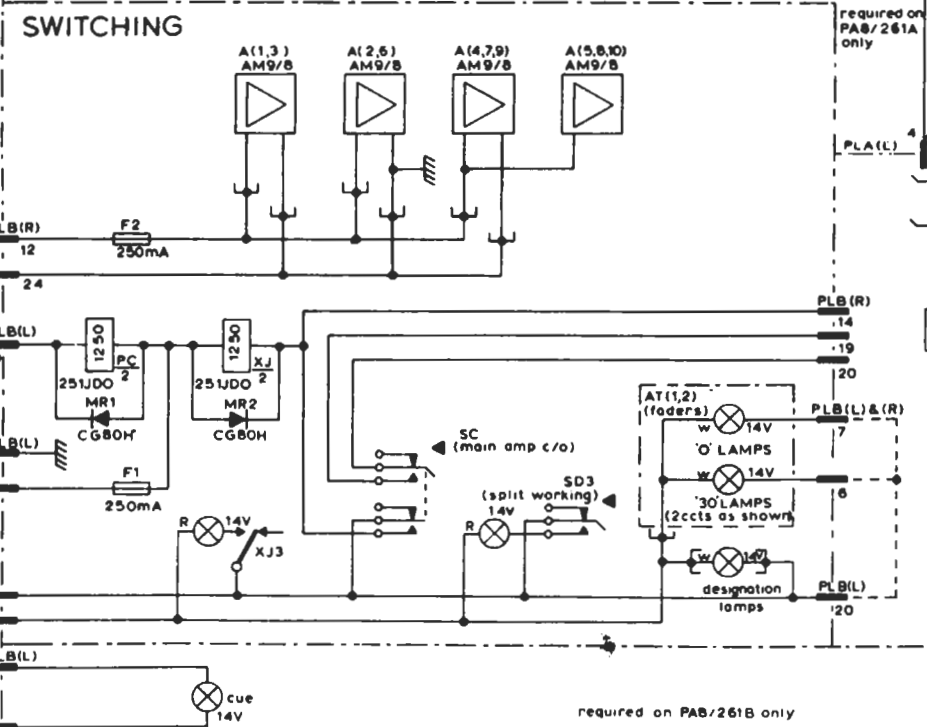 SWITCHING
required on
PA8/261A
only
A(1,3)
AM9/8
A(2,6)
AM9/8
A(4,7,9)
AM9/8
A(5,8,10)
AM9/8
4
PLA(L)
LB(R)
12
F2
250mA
24
PLB(R)
14
19
20
LB(L)
1250
PC
2
251JDO
MR1
CG80H
1250
XJ
2
251JDO
MR2
CG80H
LB(L)
F1
250mA
SC
(main amp c/o)
SD3
(split working)
AT(1,2)
(faders)
W
14V
'O' LAMPS
W
14V
'30' LAMPS
(2ccts as shown)
PLB(L)&(R)
7
6
R
14V
XJ3
R
14V
W
14V
designation
lamps
PLB(L)
20
LB(L)
cue
14V
required on PA8/261B only